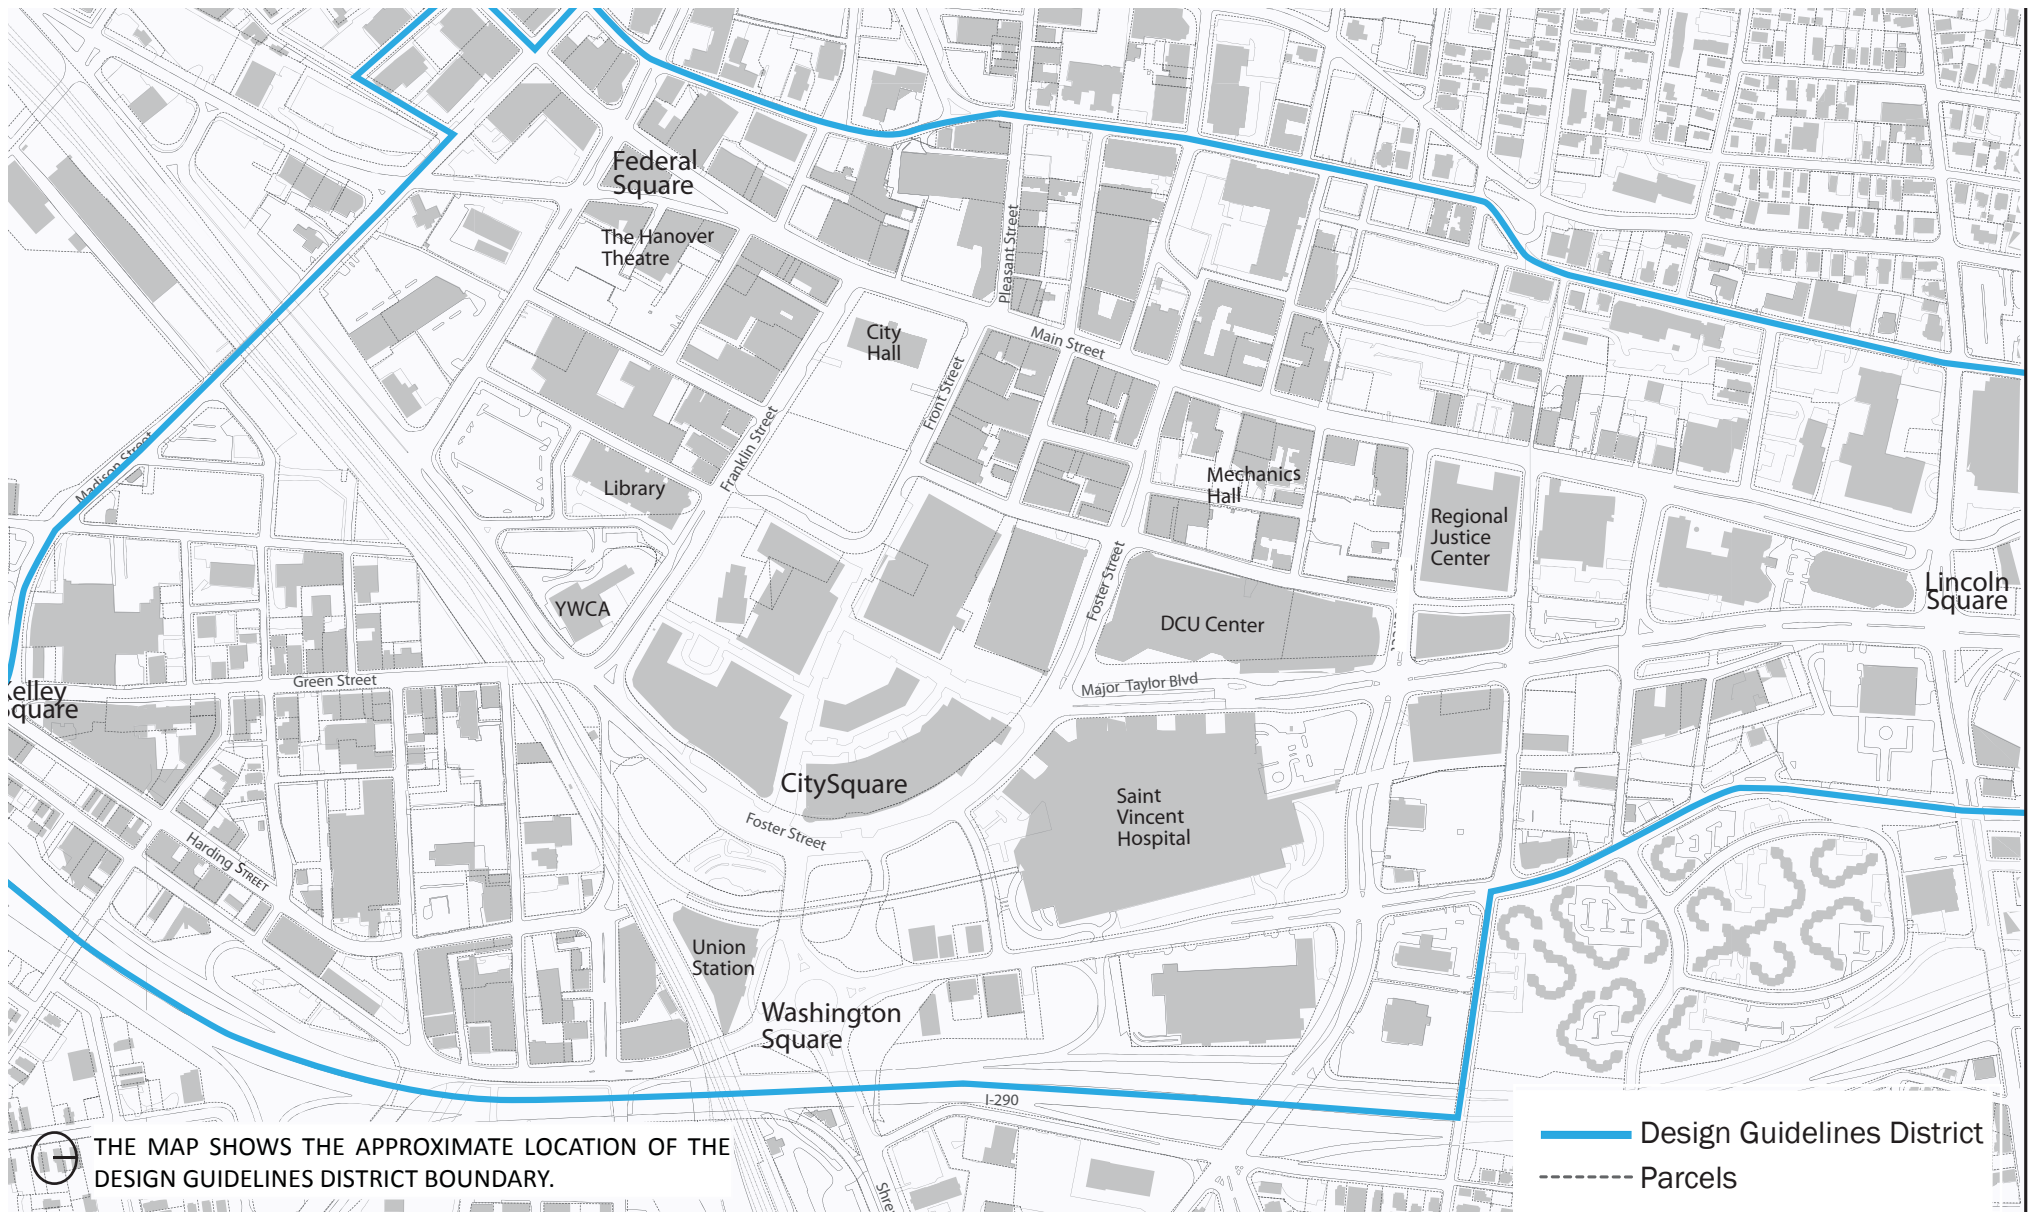 Federal
Square
The Hanover
Theatre
Pleasant Street
City
Hall
Main Street
Front Street
Franklin Street
Madison Street
Library
Mechanics
Hall
Regional
Justice
Center
Foster Street
Lincoln
Square
YWCA
DCU Center
Green Street
Major Taylor Blvd
Kelley
Square
CitySquare
Saint
Vincent
Hospital
Foster Street
Harding STREET
Union
Station
Washington
Square
I-290
THE MAP SHOWS THE APPROXIMATE LOCATION OF THE
DESIGN GUIDELINES DISTRICT BOUNDARY.
Design Guidelines District
Parcels